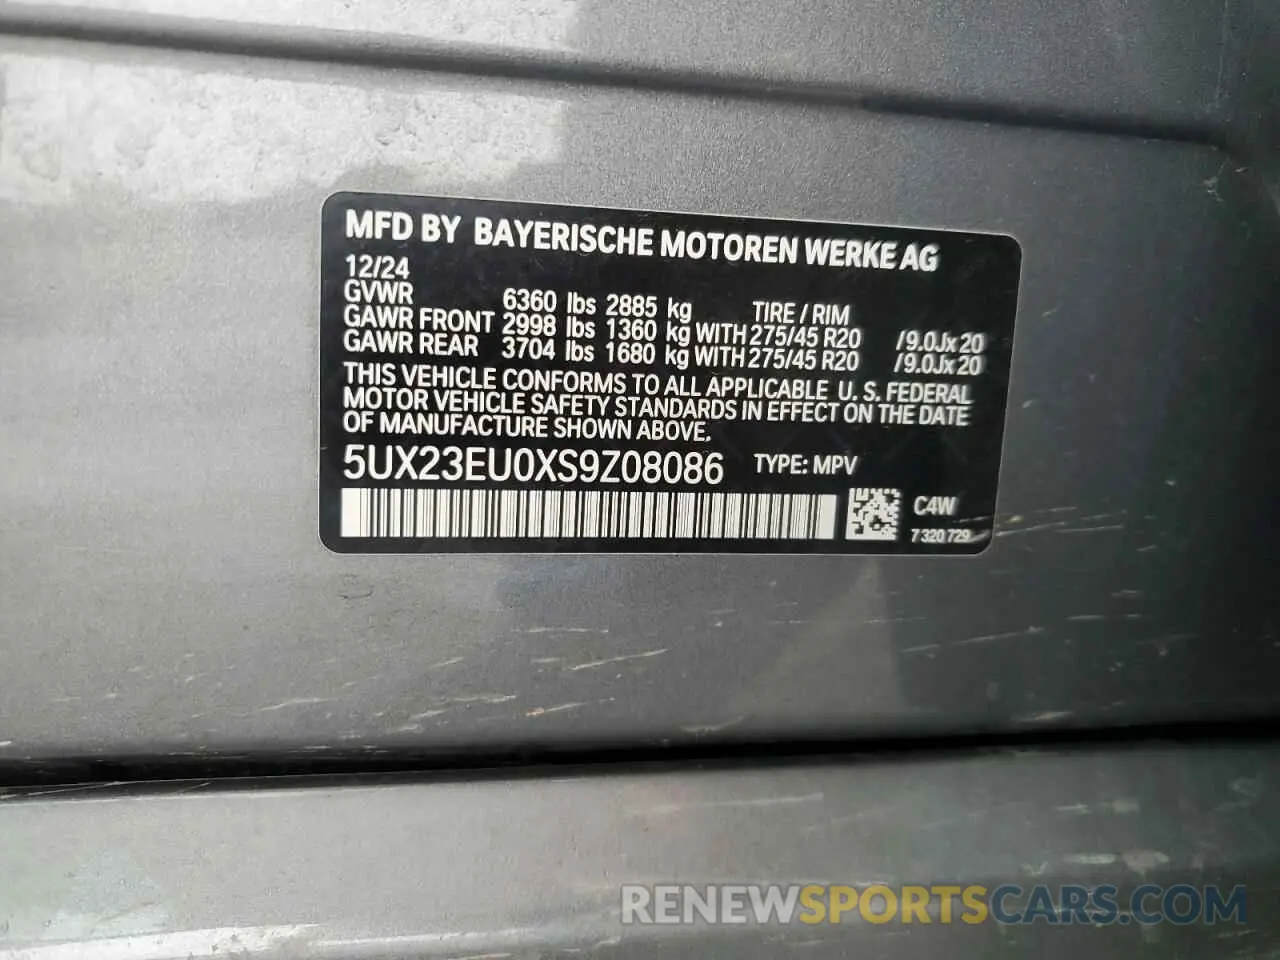 MFD BY BAYERISCHE MOTOREN WERKE AG
12/24
GVWR 6360 lbs 2885 kg TIRE / RIM
GAWR FRONT 2998 lbs 1360 kg WITH 275/45 R20 /9.0Jx20
GAWR REAR 3704 lbs 1680 kg WITH 275/45 R20 /9.0Jx20
THIS VEHICLE CONFORMS TO ALL APPLICABLE U. S. FEDERAL
MOTOR VEHICLE SAFETY STANDARDS IN EFFECT ON THE DATE
OF MANUFACTURE SHOWN ABOVE.
5UX23EU0XS9Z08086 TYPE: MPV
C4W
7 320 729
RENEWSPORTSCARS.COM